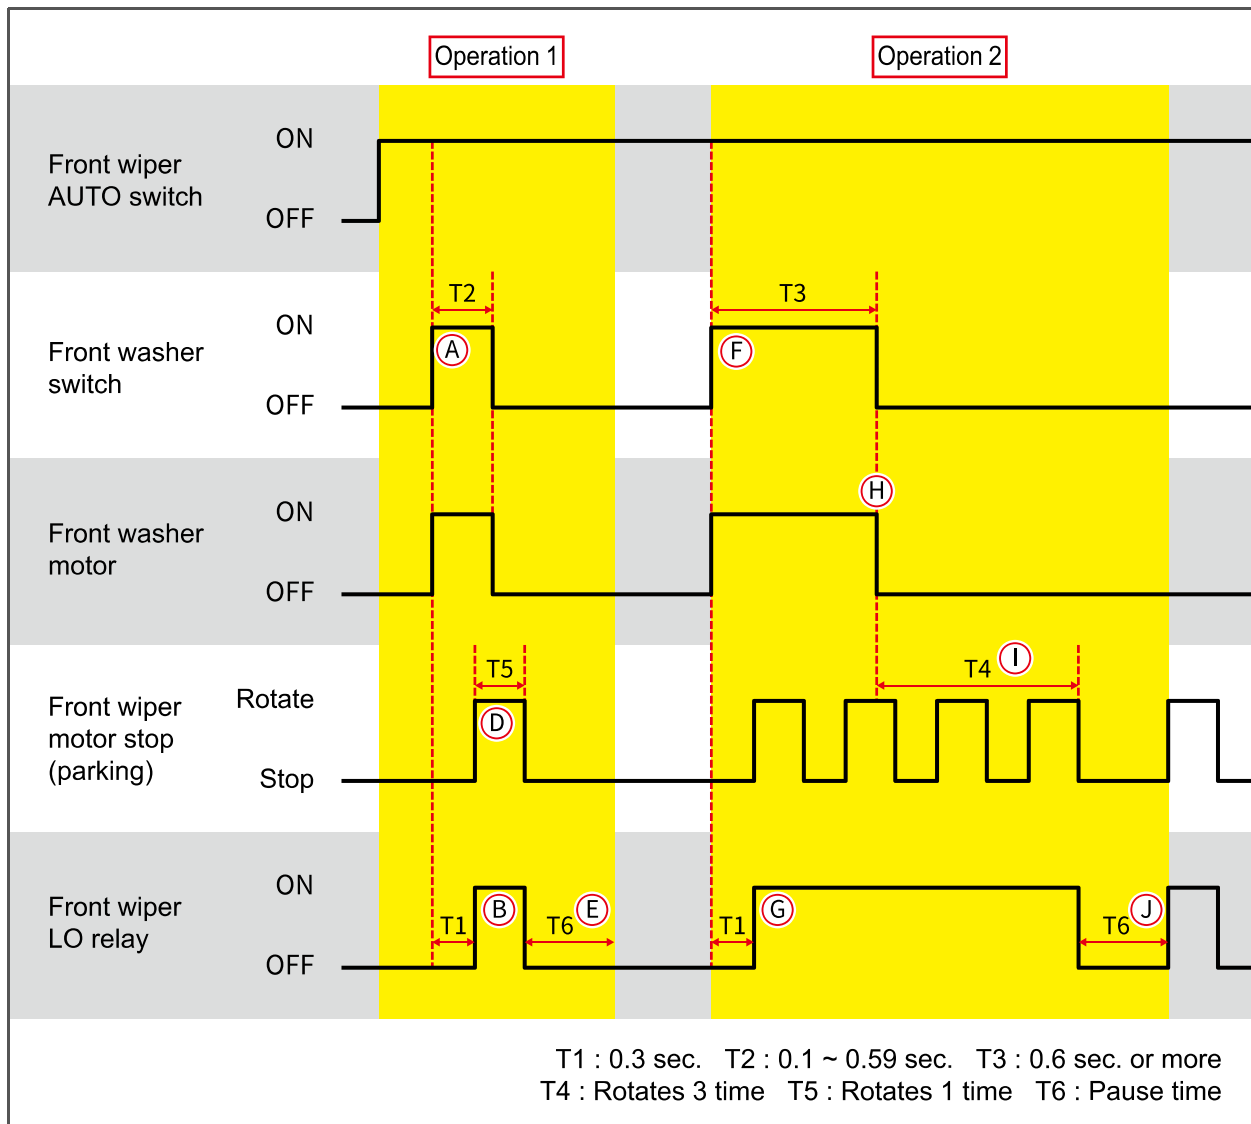 Operation 1
Operation 2
Front wiper
AUTO switch
ON
OFF
Front washer
switch
ON
OFF
T2
A
T3
F
Front washer
motor
ON
OFF
H
Front wiper
motor stop
(parking)
Rotate
Stop
T5
D
T4
I
Front wiper
LO relay
ON
OFF
T1
B
T6
E
T1
G
T6
J
T1 : 0.3 sec. T2 : 0.1 ~ 0.59 sec. T3 : 0.6 sec. or more
T4 : Rotates 3 time T5 : Rotates 1 time T6 : Pause time